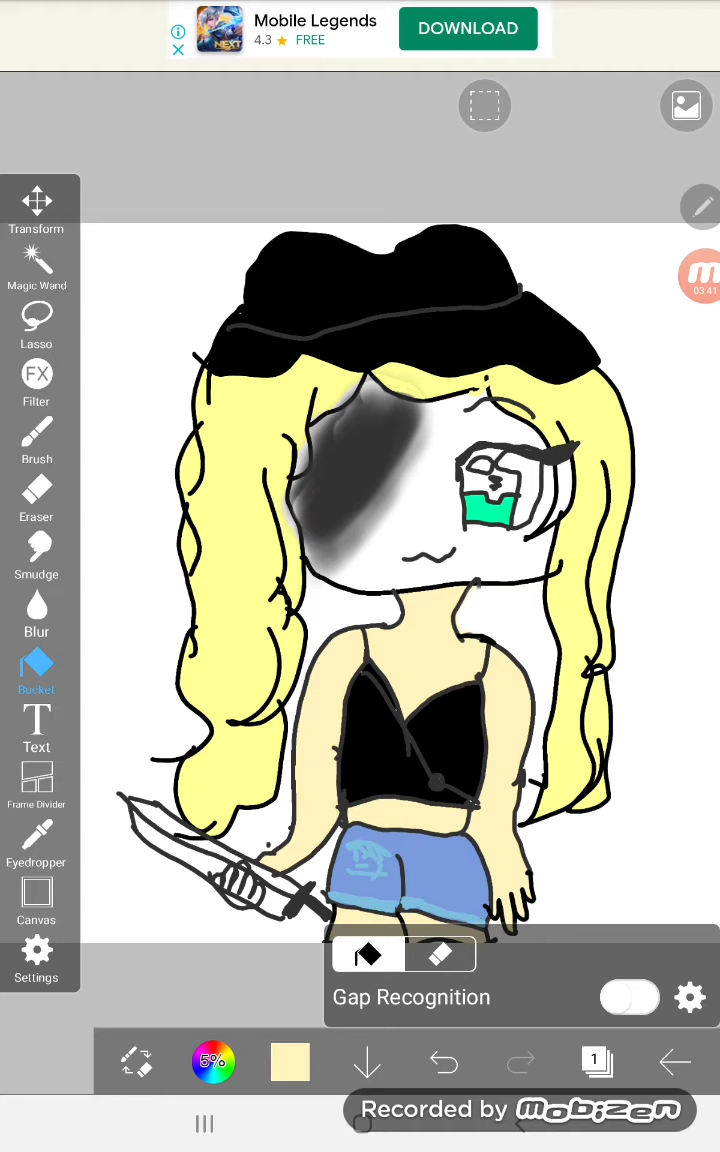 Mobile Legends
4.3 ★ FREE
DOWNLOAD
NEXT
Transform
Magic Wand
Lasso
FX
Filter
Brush
Eraser
Smudge
Blur
Bucket
T
Text
Frame Divider
Eyedropper
Canvas
Settings
m
03:41
Gap Recognition
5%
1
Recorded by mobizen